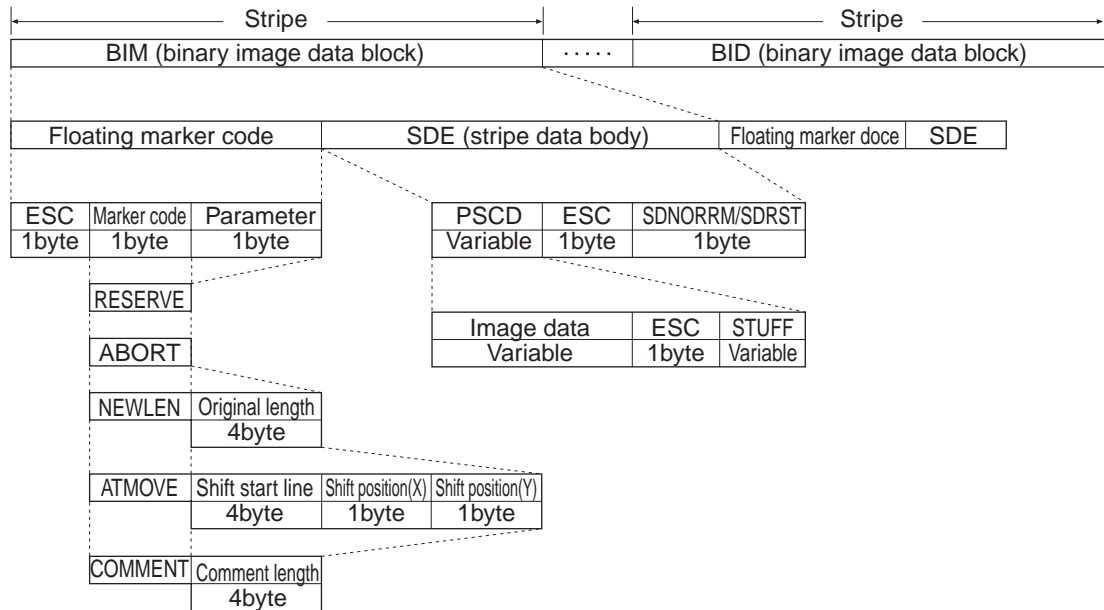 Stripe Stripe
BIM (binary image data block) ..... BID (binary image data block)
Floating marker code SDE (stripe data body) Floating marker doce SDE
ESC Marker code Parameter PSCD ESC SDNORRM/SDRST
1byte 1byte 1byte Variable 1byte 1byte
RESERVE
Image data ESC STUFF
ABORT Variable 1byte Variable
NEWLEN Original length
4byte
ATMOVE Shift start line Shift position(X) Shift position(Y)
4byte 1byte 1byte
COMMENT Comment length
4byte